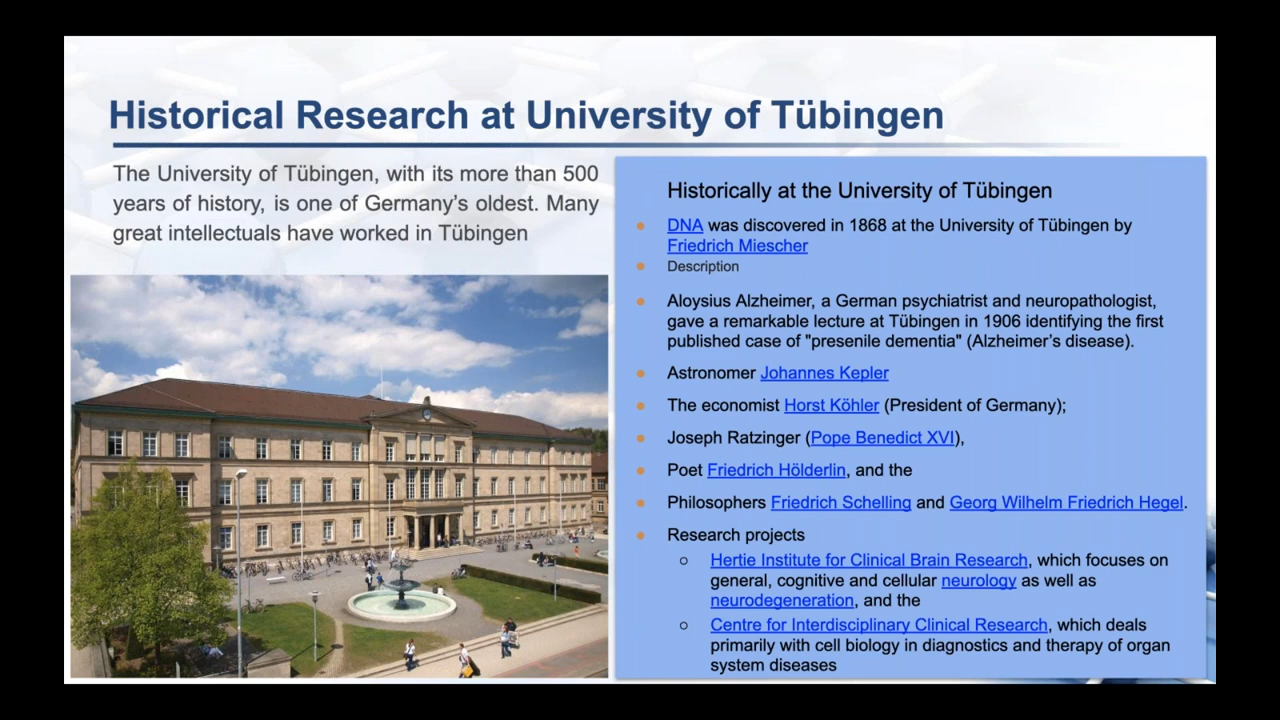 Historical Research at University of Tübingen
The University of Tübingen, with its more than 500
years of history, is one of Germany's oldest. Many
great intellectuals have worked in Tübingen
Historically at the University of Tübingen
DNA was discovered in 1868 at the University of Tübingen by
Friedrich Miescher
Description
Aloysius Alzheimer, a German psychiatrist and neuropathologist,
gave a remarkable lecture at Tübingen in 1906 identifying the first
published case of "presenile dementia" (Alzheimer's disease).
Astronomer Johannes Kepler
The economist Horst Köhler (President of Germany);
Joseph Ratzinger (Pope Benedict XVI),
Poet Friedrich Hölderlin, and the
Philosophers Friedrich Schelling and Georg Wilhelm Friedrich Hegel.
Research projects
Hertie Institute for Clinical Brain Research, which focuses on
general, cognitive and cellular neurology as well as
neurodegeneration, and the
Centre for Interdisciplinary Clinical Research, which deals
primarily with cell biology in diagnostics and therapy of organ
system diseases